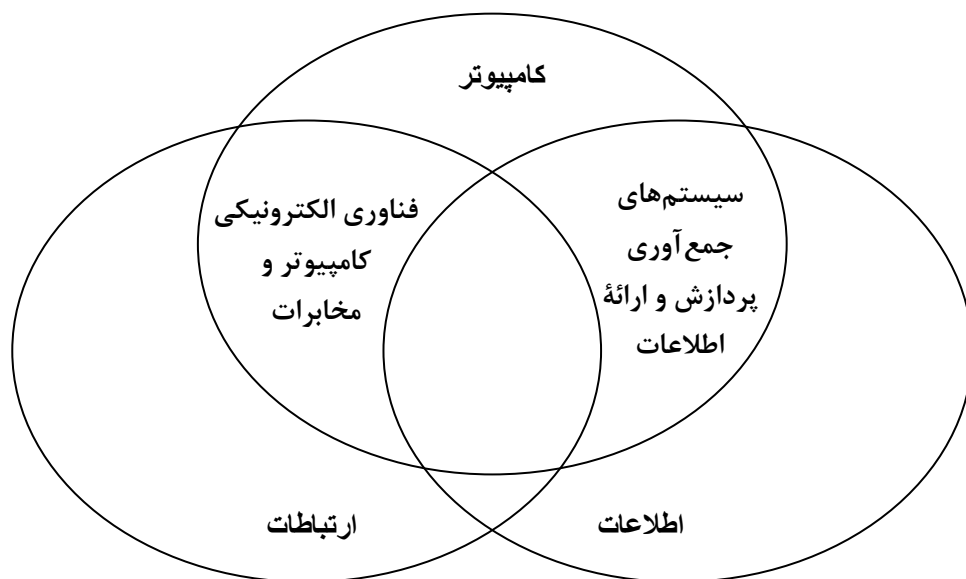 کامپیوتر
سیستم‌های
جمع‌آوری
پردازش و ارائهٔ
اطلاعات
فناوری الکترونیکی
کامپیوتر و
مخابرات
اطلاعات
ارتباطات